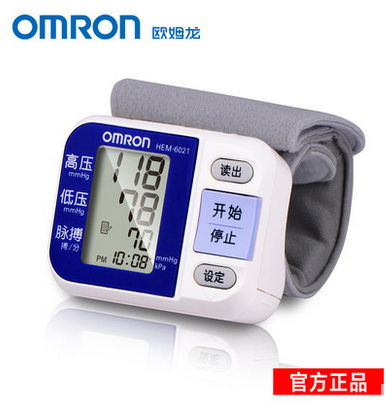 OMRON 欧姆龙
OMRON
HEM-6021
高压
mmHg
118
低压
mmHg
78
脉搏
搏/分
70
mmHg
kPa
PM 10:08
读出
开始
停止
设定
官方正品